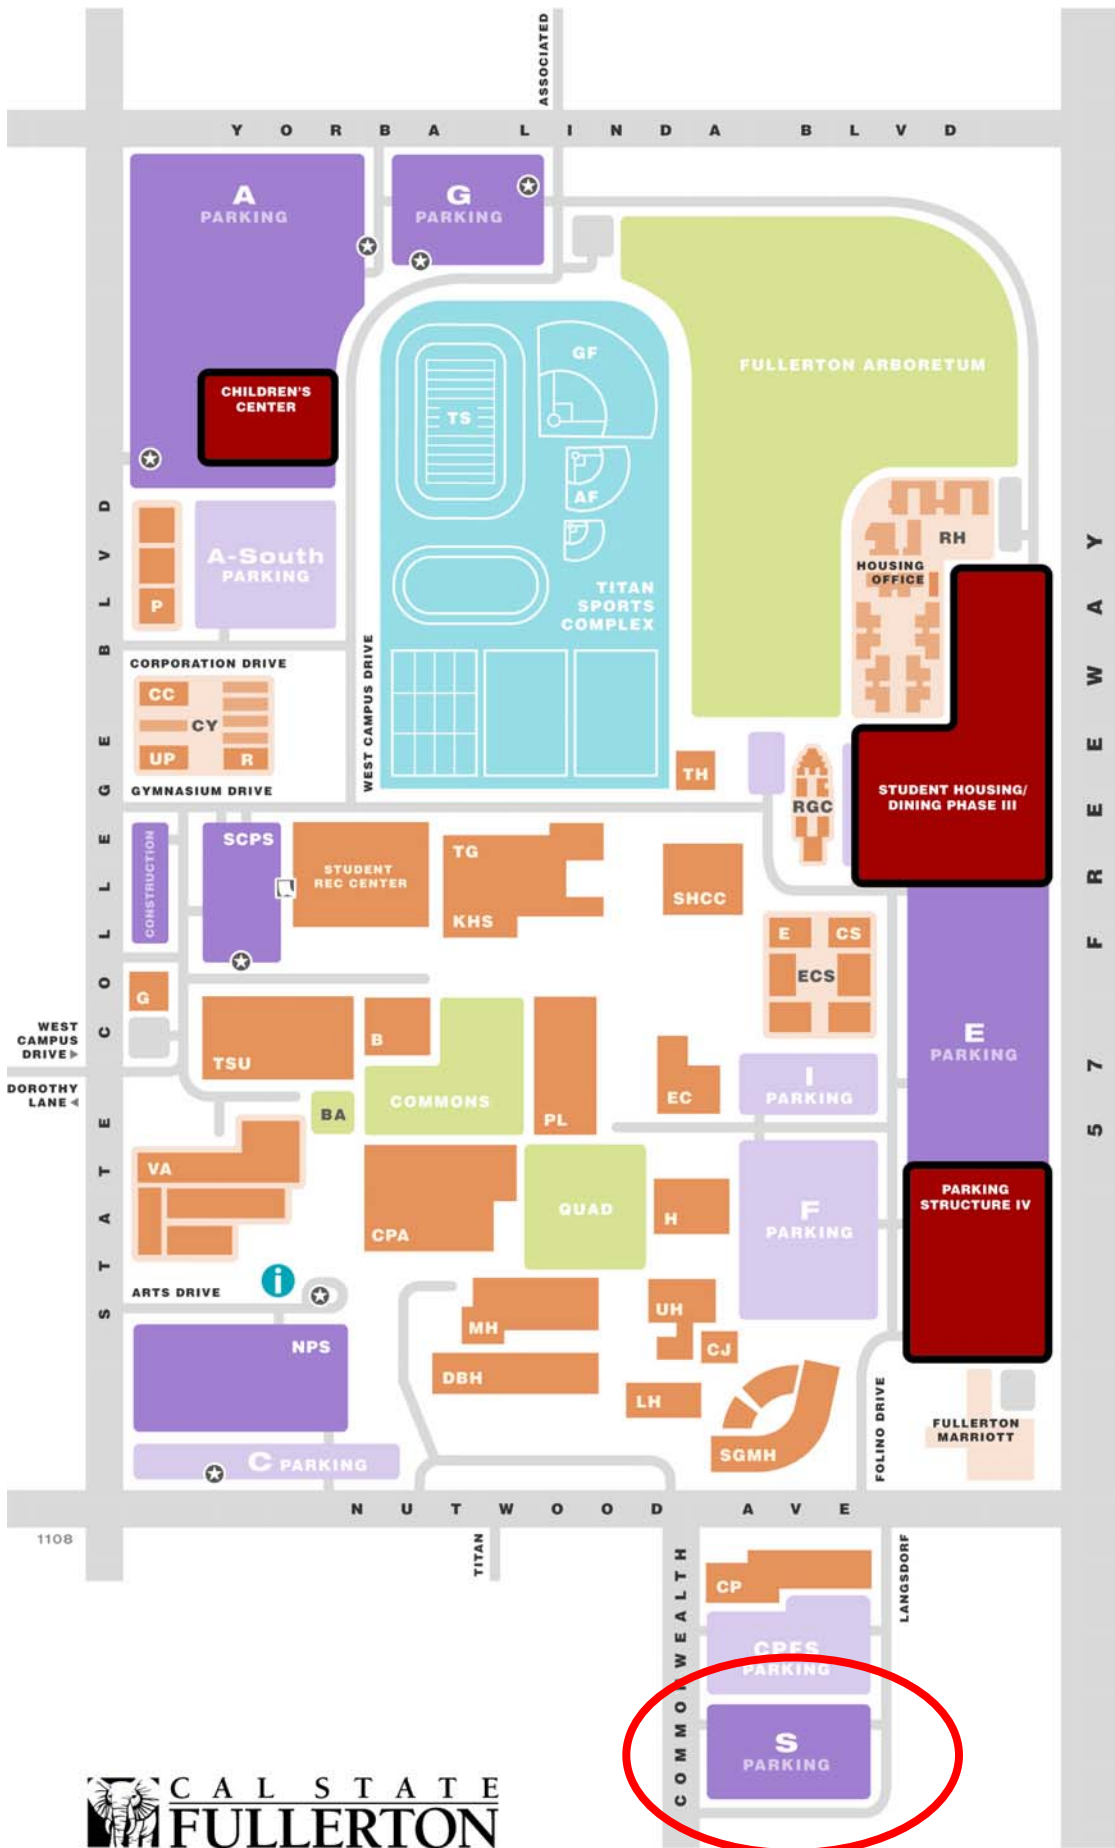 ASSOCIATED
YORBA LINDA BLVD
A
PARKING
G
PARKING
CHILDREN'S
CENTER
TS
GF
AF
FULLERTON ARBORETUM
RH
HOUSING
OFFICE
A-South
PARKING
P
TITAN
SPORTS
COMPLEX
WEST CAMPUS DRIVE
CORPORATION DRIVE
CC
CY
UP
R
GYMNASIUM DRIVE
TH
RGC
STUDENT HOUSING/
DINING PHASE III
STATE COLLEGE BLVD
57 FREEWAY
CONSTRUCTION
SCPS
STUDENT
REC CENTER
TG
KHS
SHCC
E
CS
ECS
G
WEST
CAMPUS
DRIVE
DOROTHY
LANE
TSU
B
COMMONS
BA
PL
EC
I
PARKING
E
PARKING
VA
CPA
QUAD
H
F
PARKING
PARKING
STRUCTURE IV
i
ARTS DRIVE
NPS
MH
DBH
UH
CJ
LH
SGMH
FOLINO DRIVE
FULLERTON
MARRIOTT
C PARKING
NUTWOOD AVE
1108
TITAN
COMMONWEALTH
LANGSDORF
CP
CPFS
PARKING
S
PARKING
CAL STATE
FULLERTON